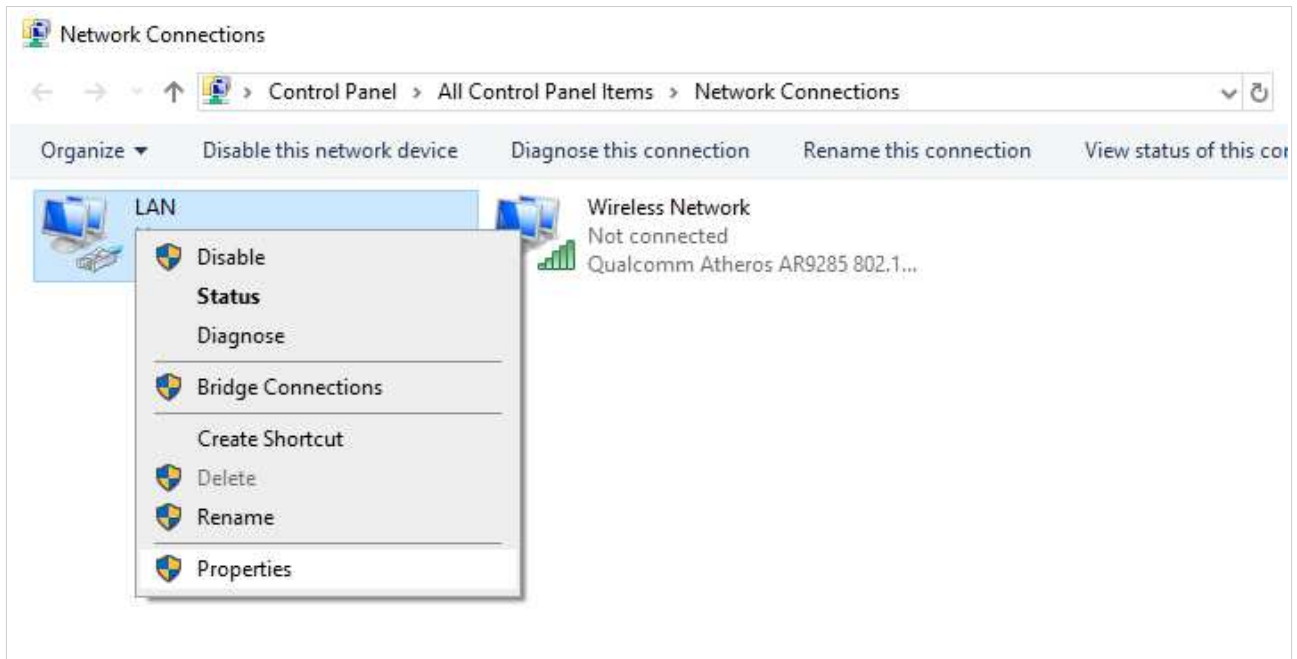 Network Connections
Control Panel > All Control Panel Items > Network Connections
Organize Disable this network device Diagnose this connection Rename this connection View status of this
LAN
Wireless Network
Not connected
Qualcomm Atheros AR9285 802.1...
Disable
Status
Diagnose
Bridge Connections
Create Shortcut
Delete
Rename
Properties